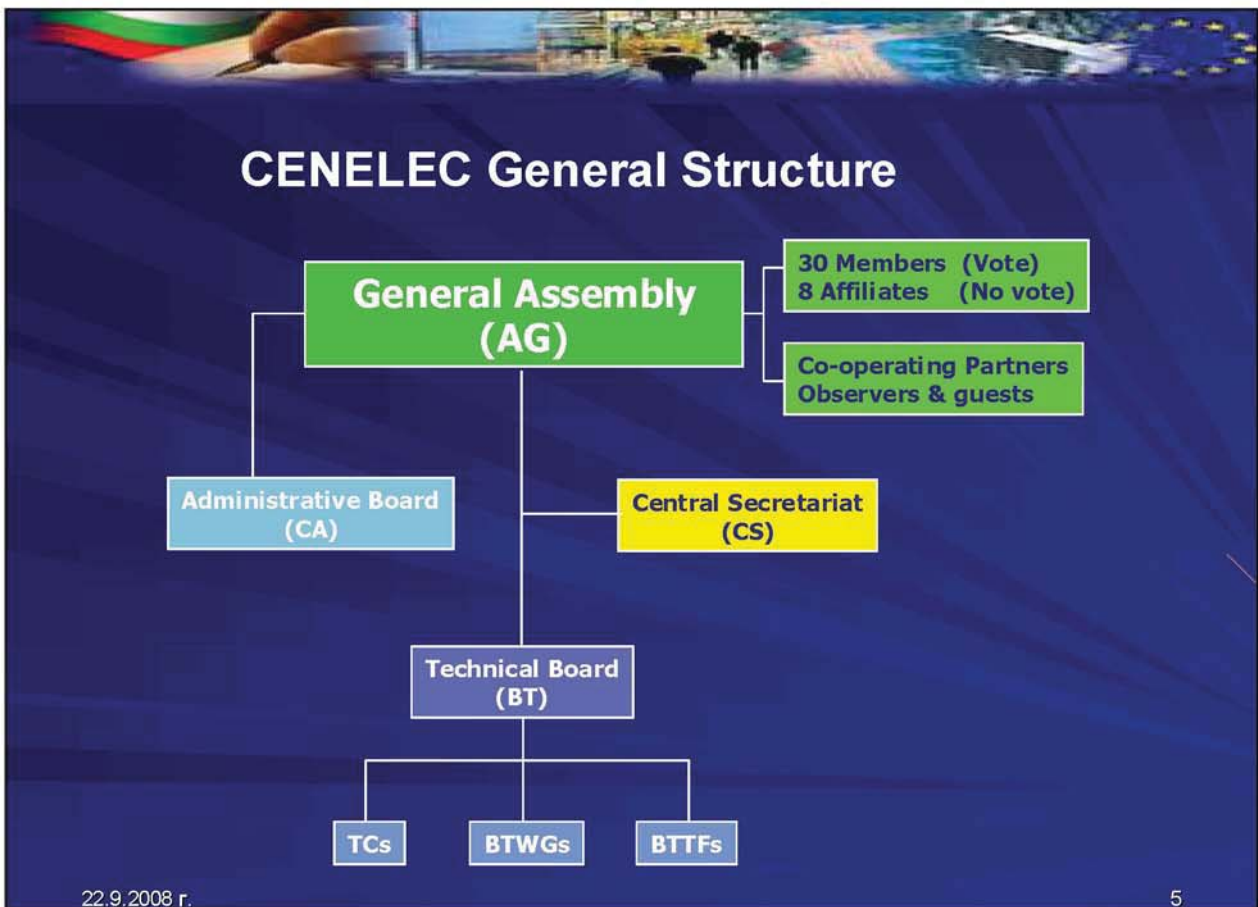 CENELEC General Structure
General Assembly
(AG)
30 Members (Vote)
8 Affiliates (No vote)
Co-operating Partners
Observers & guests
Administrative Board
(CA)
Central Secretariat
(CS)
Technical Board
(BT)
TCs
BTWGs
BTTFs
22.9.2008 г.
5